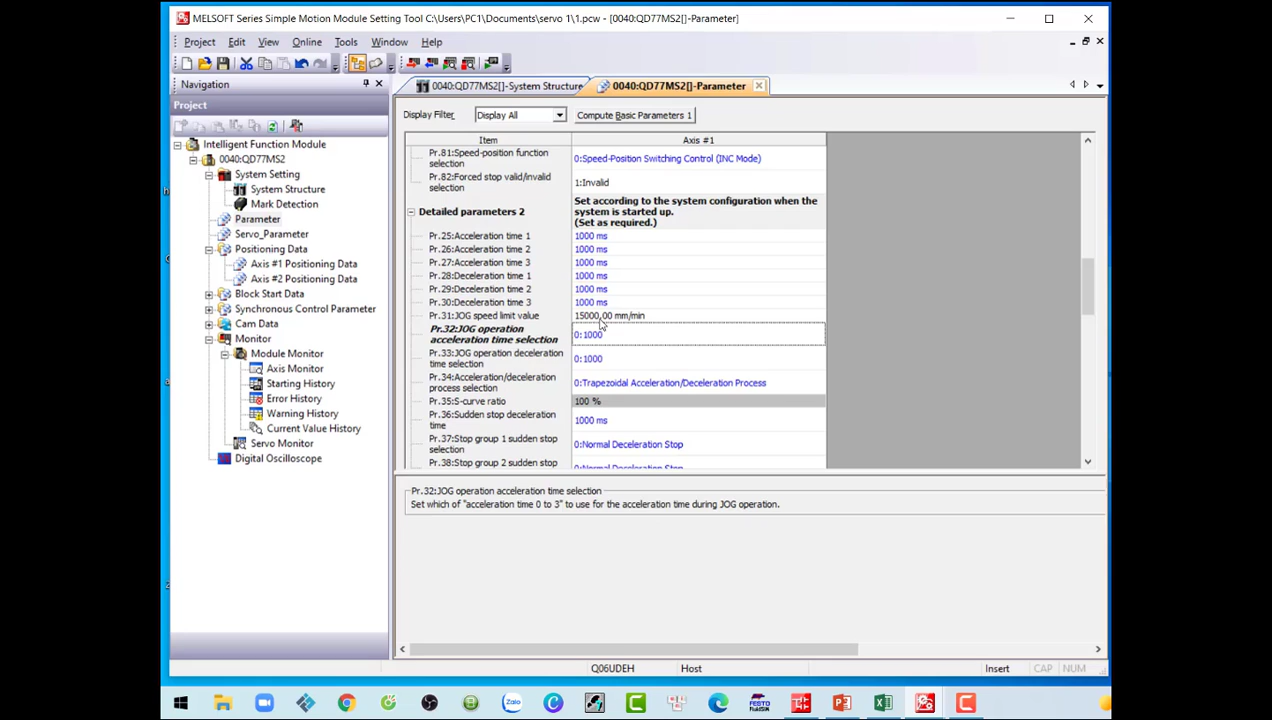 MELSOFT Series Simple Motion Module Setting Tool C:\Users\PC1\Documents\servo 1\1.pcw - [0040:QD77MS2[]-Parameter]
Project Edit View Online Tools Window Help
Navigation
0040:QD77MS2[]-System Structure
0040:QD77MS2[]-Parameter
Project
Display Filter Display All Compute Basic Parameters 1
Intelligent Function Module
0040:QD77MS2
System Setting
System Structure
Mark Detection
Parameter
Servo_Parameter
Positioning Data
Axis #1 Positioning Data
Axis #2 Positioning Data
Block Start Data
Synchronous Control Parameter
Cam Data
Monitor
Module Monitor
Axis Monitor
Starting History
Error History
Warning History
Current Value History
Servo Monitor
Digital Oscilloscope
Item Axis #1
Pr.81:Speed-position function
selection
0:Speed-Position Switching Control (INC Mode)
Pr.82:Forced stop valid/invalid
selection
1:Invalid
Detailed parameters 2
Set according to the system configuration when the
system is started up.
(Set as required.)
Pr.25:Acceleration time 1 1000 ms
Pr.26:Acceleration time 2 1000 ms
Pr.27:Acceleration time 3 1000 ms
Pr.28:Deceleration time 1 1000 ms
Pr.29:Deceleration time 2 1000 ms
Pr.30:Deceleration time 3 1000 ms
Pr.31:JOG speed limit value 15000.00 mm/min
Pr.32:JOG operation
acceleration time selection
0:1000
Pr.33:JOG operation deceleration
time selection
0:1000
Pr.34:Acceleration/deceleration
process selection
0:Trapezoidal Acceleration/Deceleration Process
Pr.35:S-curve ratio 100 %
Pr.36:Sudden stop deceleration
time
1000 ms
Pr.37:Stop group 1 sudden stop
selection
0:Normal Deceleration Stop
Pr.38:Stop group 2 sudden stop
0:Normal Deceleration Stop
Pr.32:JOG operation acceleration time selection
Set which of "acceleration time 0 to 3" to use for the acceleration time during JOG operation.
Q06UDEH Host Insert CAP NUM
Zalo
FESTO